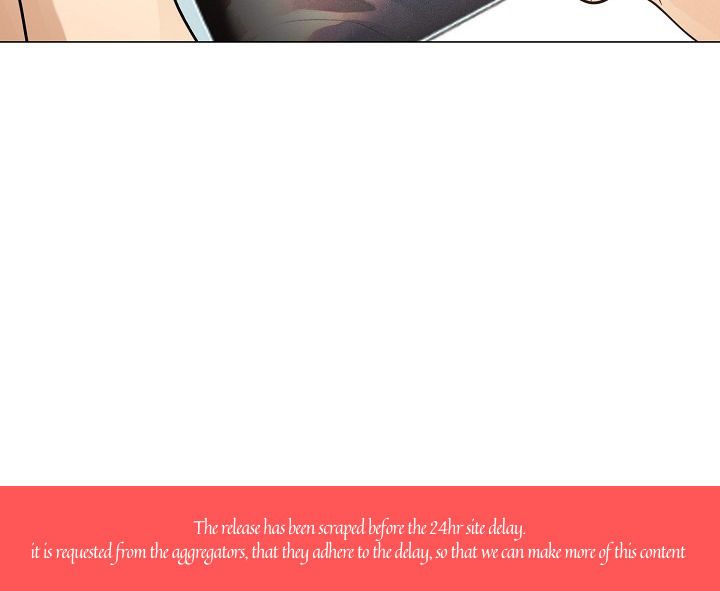 The release has been scraped before the 24hr site delay.
it is requested from the aggregators, that they adhere to the delay, so that we can make more of this content